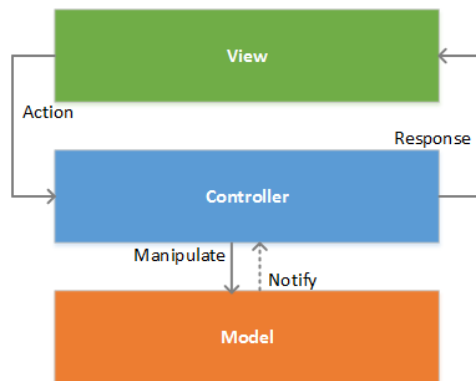 View
Action
Response
Controller
Manipulate
Notify
Model